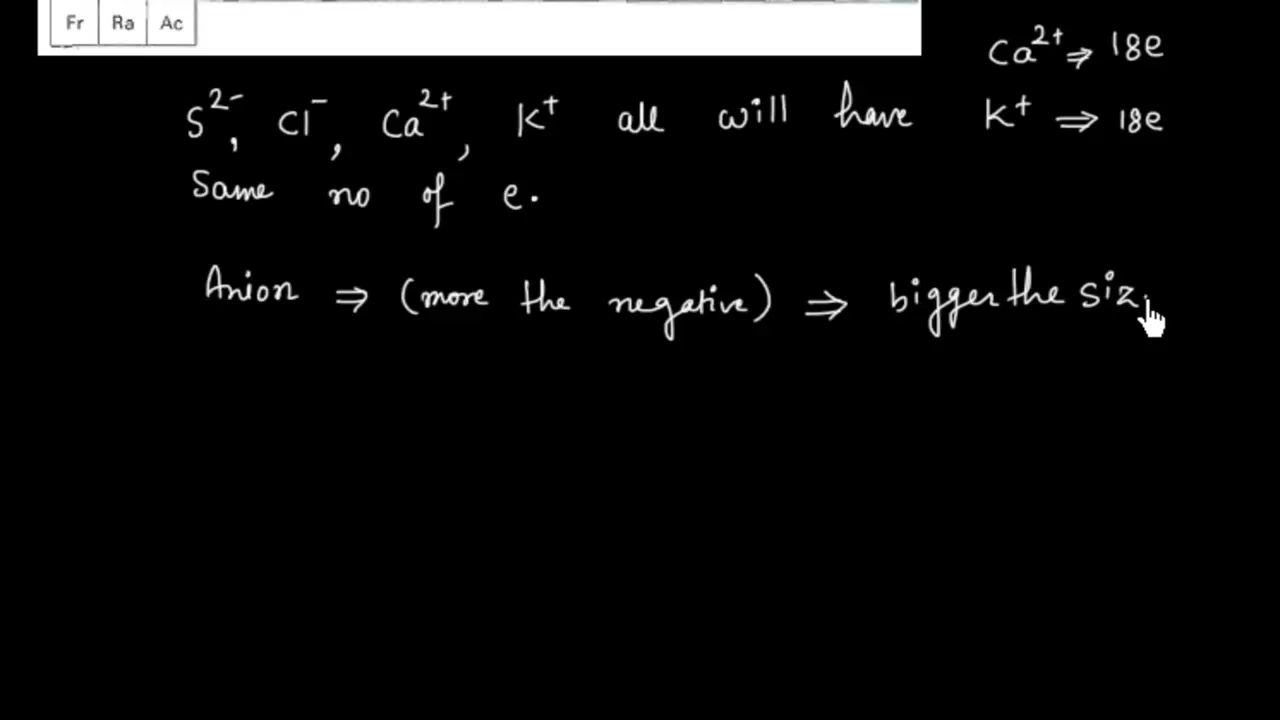 Fr Ra Ac
Ca²⁺ ⇒ 18e
S²⁻, Cl⁻, Ca²⁺, K⁺ all will have K⁺ ⇒ 18e
Same no of e.
Anion ⇒ (more the negative) ⇒ bigger the siz